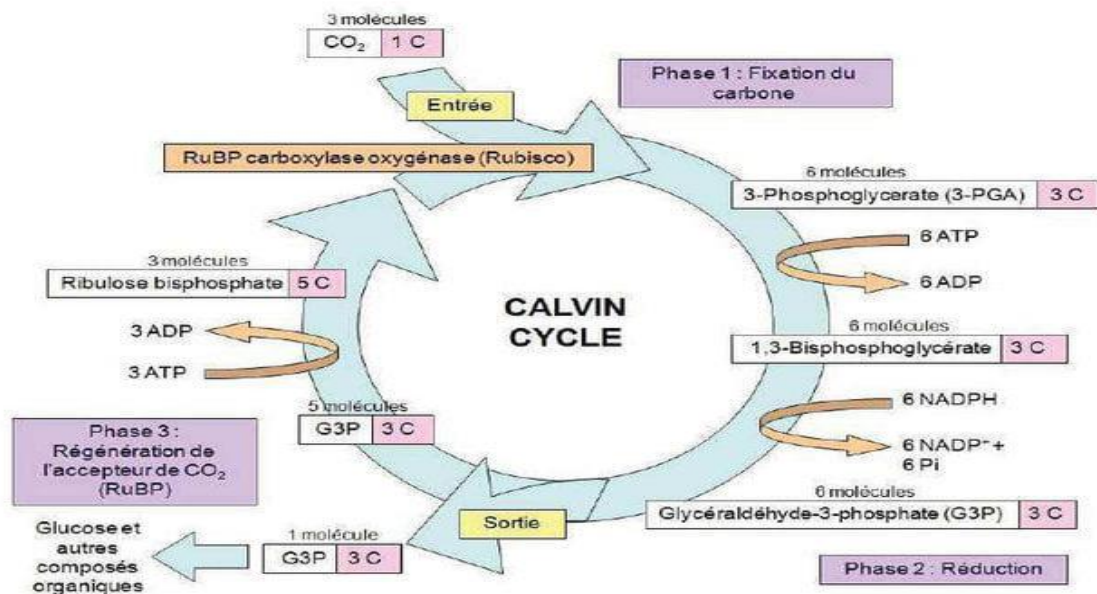 3 molécules
CO₂ 1 C
Entrée
Phase 1 : Fixation du
carbone
RuBP carboxylase oxygénase (Rubisco)
6 molécules
3-Phosphoglycerate (3-PGA) 3 C
6 ATP
6 ADP
6 molécules
1,3-Bisphosphoglycérate 3 C
6 NADPH
6 NADP⁺ +
6 Pi
6 molécules
Glycéraldéhyde-3-phosphate (G3P) 3 C
Phase 2 : Réduction
CALVIN
CYCLE
3 molécules
Ribulose bisphosphate 5 C
3 ADP
3 ATP
5 molécules
G3P 3 C
Phase 3 :
Régénération de
l'accepteur de CO₂
(RuBP)
Sortie
1 molécule
G3P 3 C
Glucose et
autres
composés
organiques